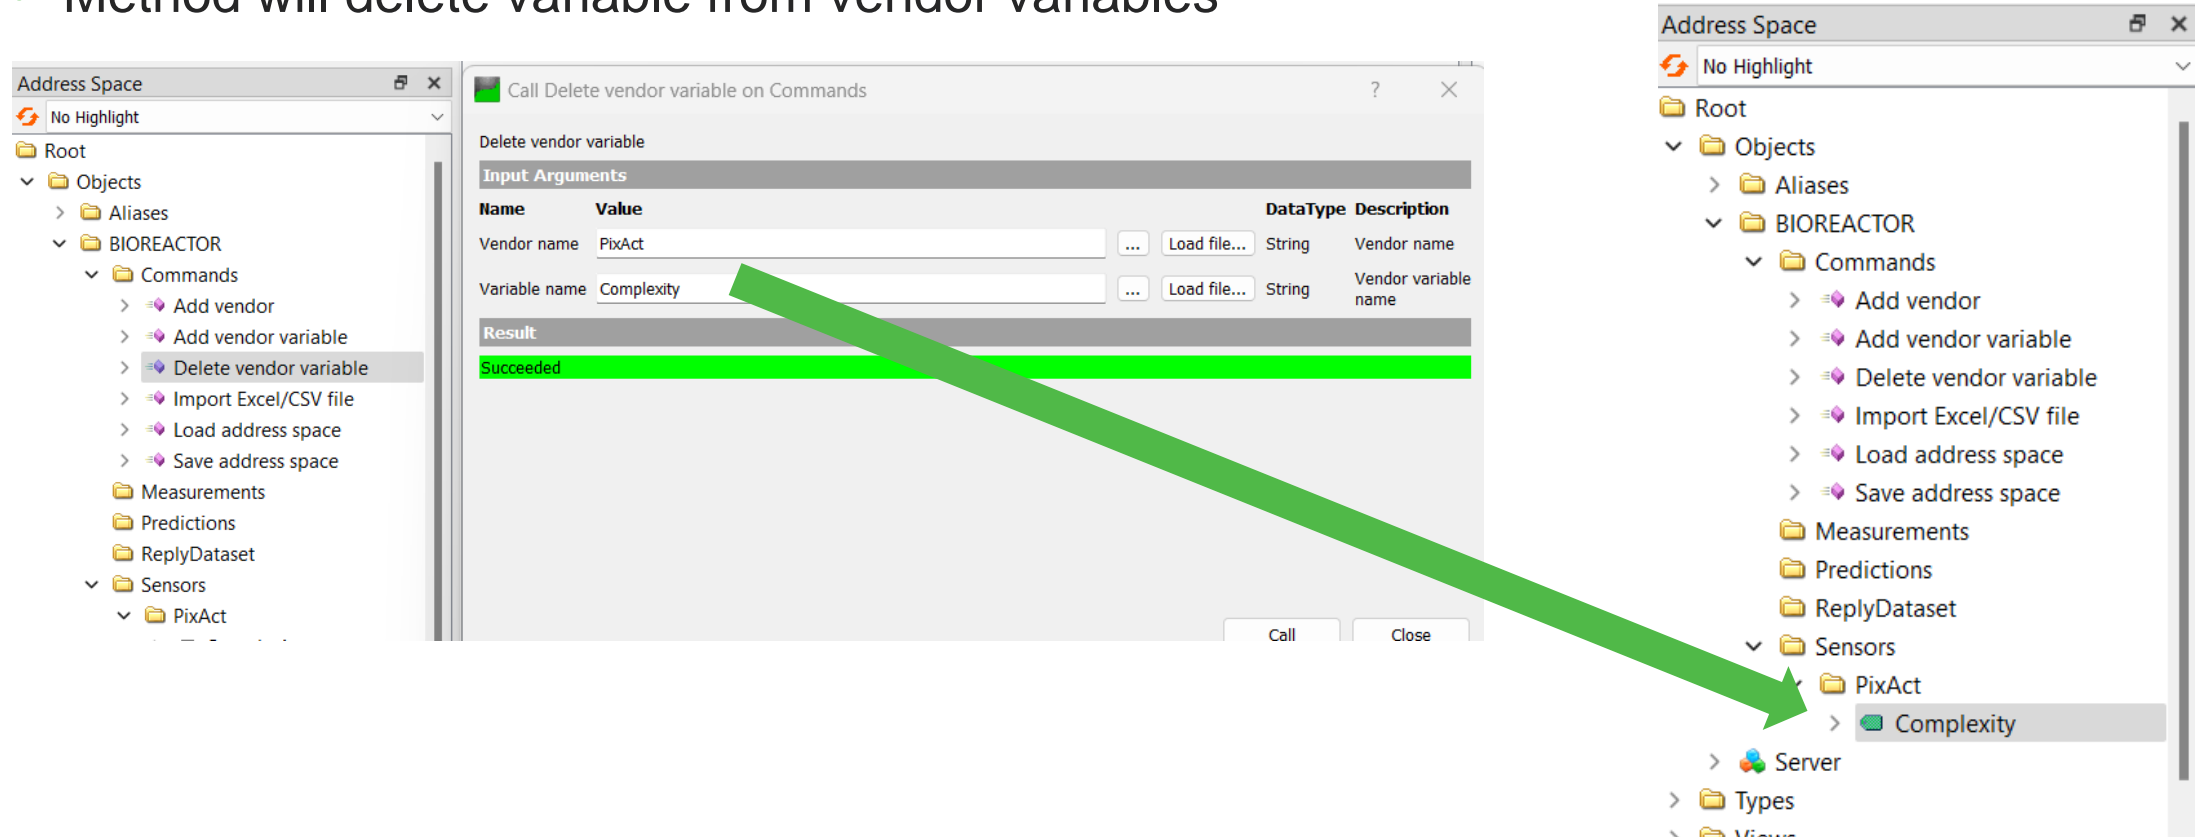 Method will delete variable from vendor variables
Address Space
No Highlight
Root
Objects
Aliases
BIOREACTOR
Commands
Add vendor
Add vendor variable
Delete vendor variable
Import Excel/CSV file
Load address space
Save address space
Measurements
Predictions
ReplyDataset
Sensors
PixAct
Call Delete vendor variable on Commands
?
Delete vendor variable
Input Arguments
Name Value DataType Description
Vendor name PixAct ... Load file... String Vendor name
Variable name Complexity ... Load file... String Vendor variable
name
Result
Succeeded
Call Close
Address Space
No Highlight
Root
Objects
Aliases
BIOREACTOR
Commands
Add vendor
Add vendor variable
Delete vendor variable
Import Excel/CSV file
Load address space
Save address space
Measurements
Predictions
ReplyDataset
Sensors
PixAct
Complexity
Server
Types
Views